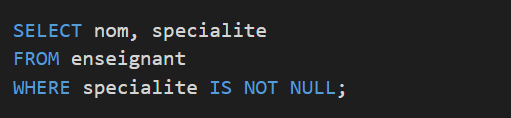 SELECT nom, specialite
FROM enseignant
WHERE specialite IS NOT NULL;